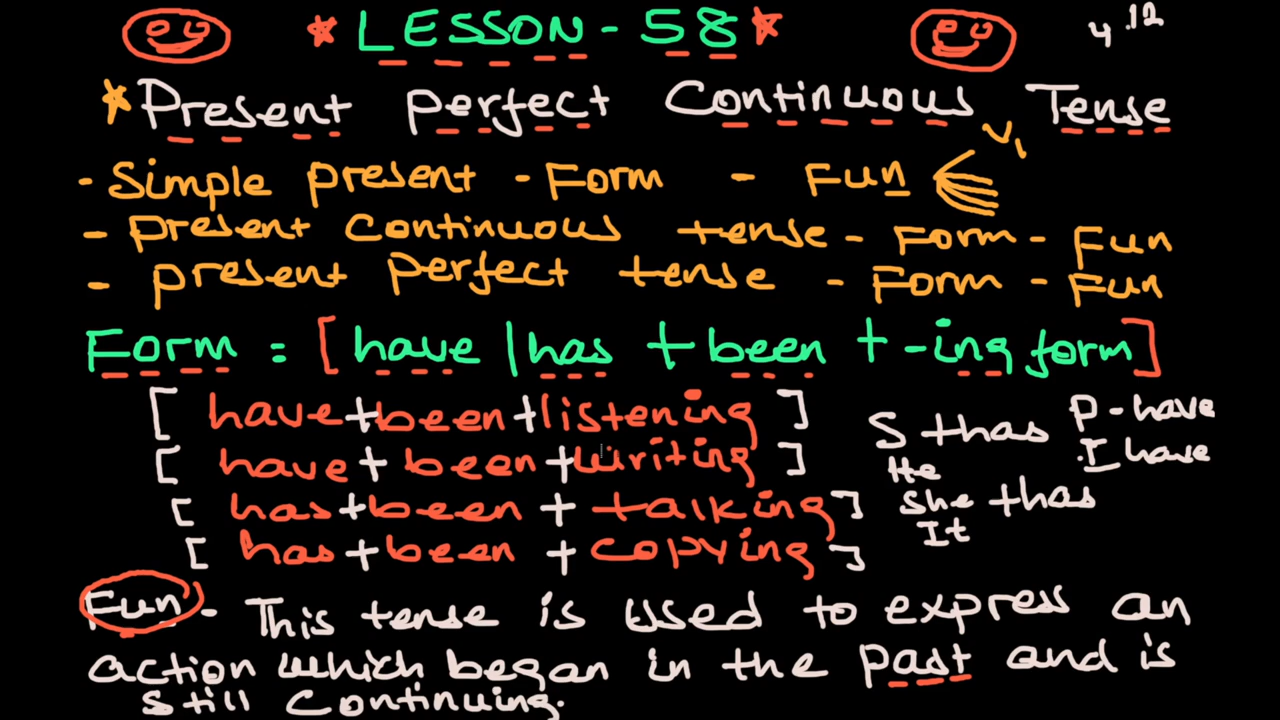 * LESSON - 58 *
4.12
* Present perfect Continuous Tense
- Simple present - Form - Fun V1
- present continuous tense - Form - Fun
- present perfect tense - Form - Fun
Form = [have | has + been + -ing form]
[ have + been + listening ]
[ have + been + writing ]
[ has + been + talking ]
[ has + been + copying ]
S + has P - have
He .I have
She + has
It
Fun - This tense is used to express an
action which began in the past and is
still continuing.